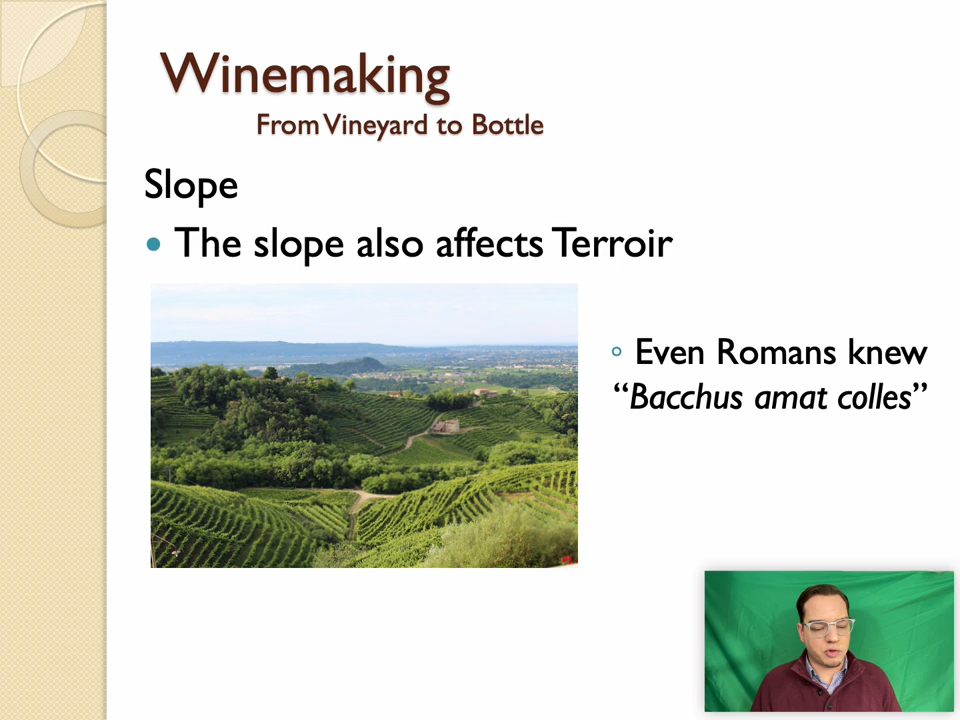 Winemaking
From Vineyard to Bottle
Slope
The slope also affects Terroir
Even Romans knew
“Bacchus amat colles”